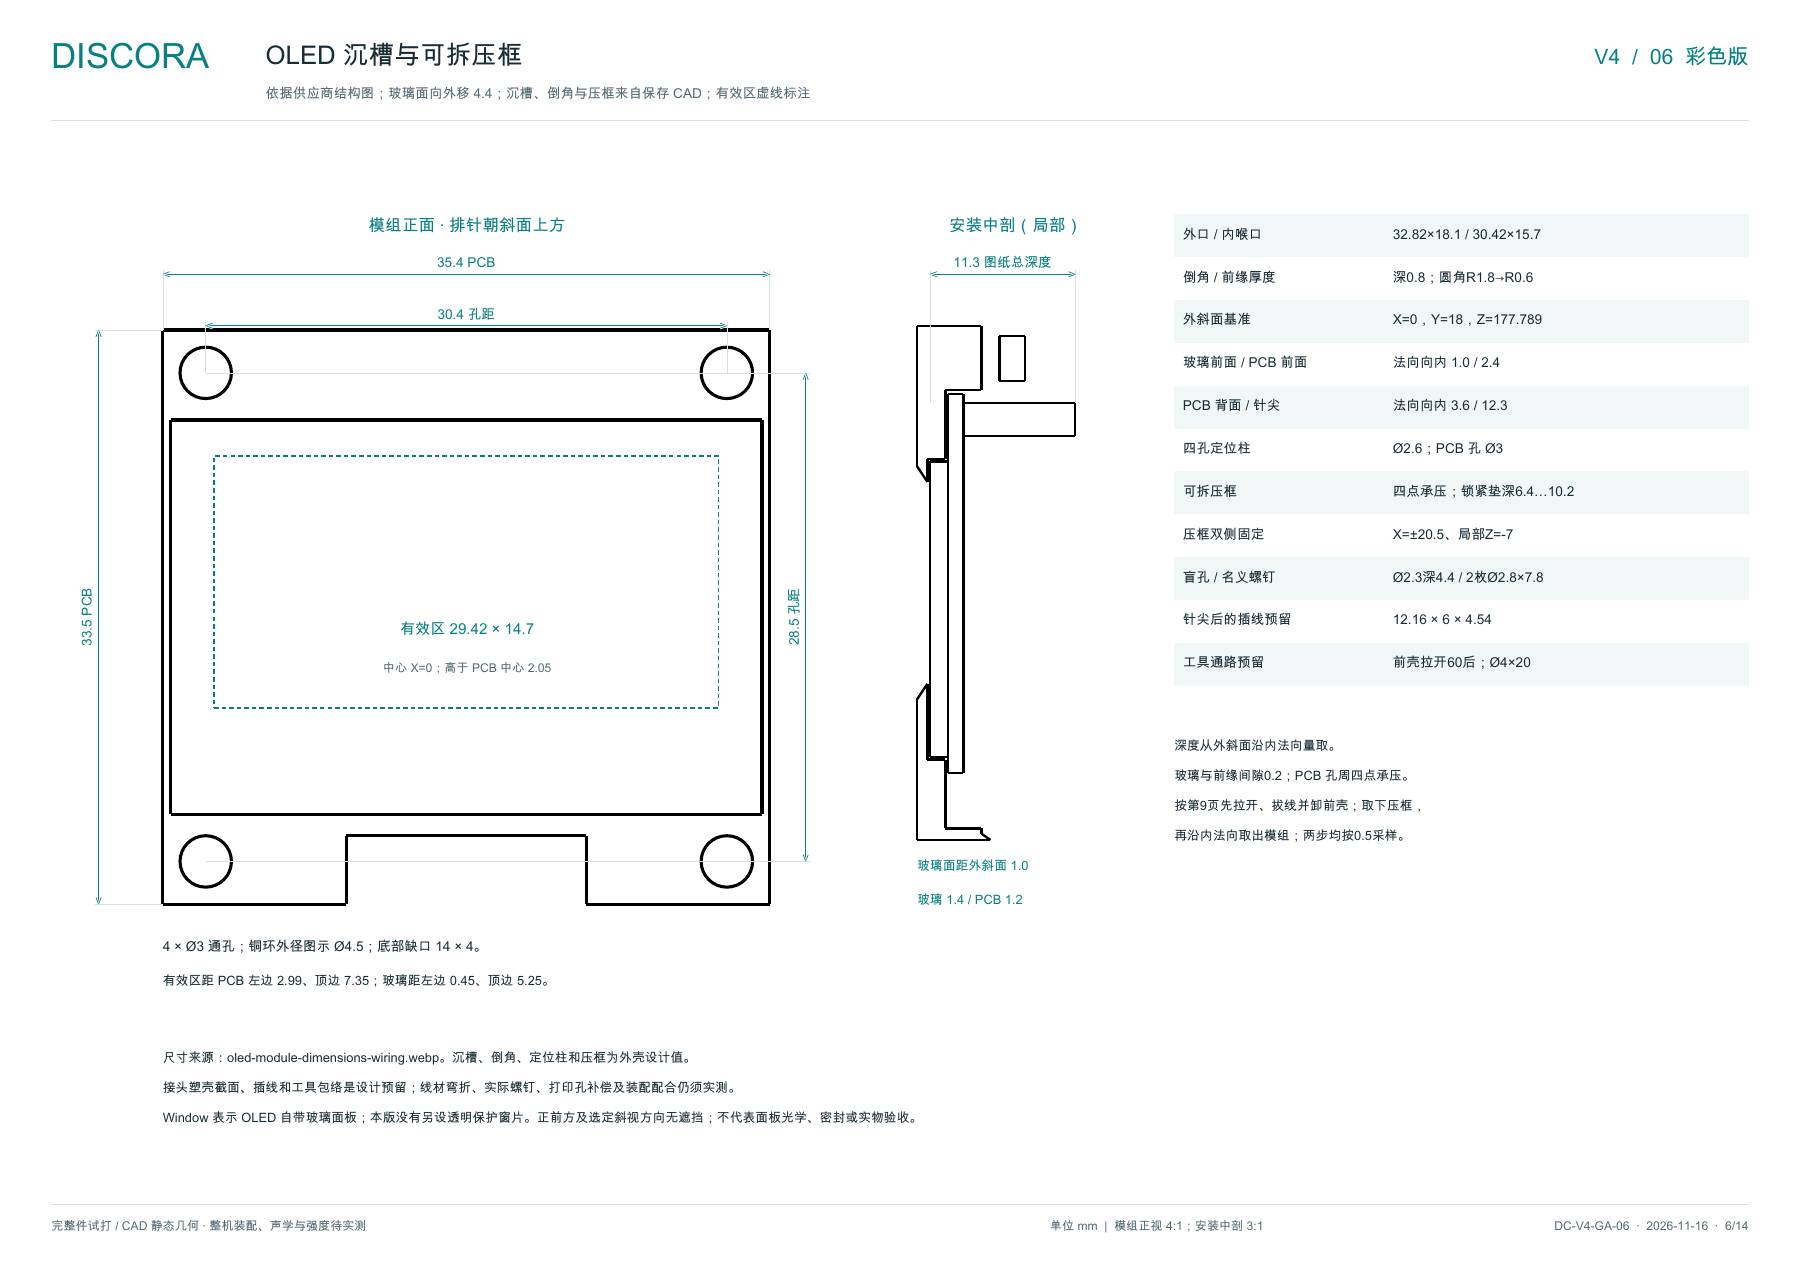 DISCORA
OLED 沉槽与可拆压框
V4 / 06 彩色版
依据供应商结构图；玻璃面向外移 4.4；沉槽、倒角与压框来自保存 CAD；有效区虚线标注
模组正面 · 排针朝斜面上方
35.4 PCB
30.4 孔距
33.5 PCB
28.5 孔距
有效区 29.42 × 14.7
中心 X=0；高于 PCB 中心 2.05
4 × Ø3 通孔；铜环外径图示 Ø4.5；底部缺口 14 × 4。
有效区距 PCB 左边 2.99、顶边 7.35；玻璃距左边 0.45、顶边 5.25。
安装中剖（局部）
11.3 图纸总深度
玻璃面距外斜面 1.0
玻璃 1.4 / PCB 1.2
外口 / 内喉口 32.82×18.1 / 30.42×15.7
倒角 / 前缘厚度 深0.8；圆角R1.8→R0.6
外斜面基准 X=0，Y=18，Z=177.789
玻璃前面 / PCB 前面 法向向内 1.0 / 2.4
PCB 背面 / 针尖 法向向内 3.6 / 12.3
四孔定位柱 Ø2.6；PCB 孔 Ø3
可拆压框 四点承压；锁紧垫深6.4…10.2
压框双侧固定 X=±20.5、局部Z=-7
盲孔 / 名义螺钉 Ø2.3深4.4 / 2枚Ø2.8×7.8
针尖后的插线预留 12.16 × 6 × 4.54
工具通路预留 前壳拉开60后；Ø4×20
深度从外斜面沿内法向量取。
玻璃与前缘间隙0.2；PCB 孔周四点承压。
按第9页先拉开、拔线并卸前壳；取下压框，
再沿内法向取出模组；两步均按0.5采样。
尺寸来源：oled-module-dimensions-wiring.webp。沉槽、倒角、定位柱和压框为外壳设计值。
接头塑壳截面、插线和工具包络是设计预留；线材弯折、实际螺钉、打印孔补偿及装配配合仍须实测。
Window 表示 OLED 自带玻璃面板；本版没有另设透明保护窗片。正前方及选定斜视方向无遮挡；不代表面板光学、密封或实物验收。
完整件试打 / CAD 静态几何 · 整机装配、声学与强度待实测
单位 mm | 模组正视 4:1；安装中剖 3:1
DC-V4-GA-06 · 2026-11-16 · 6/14